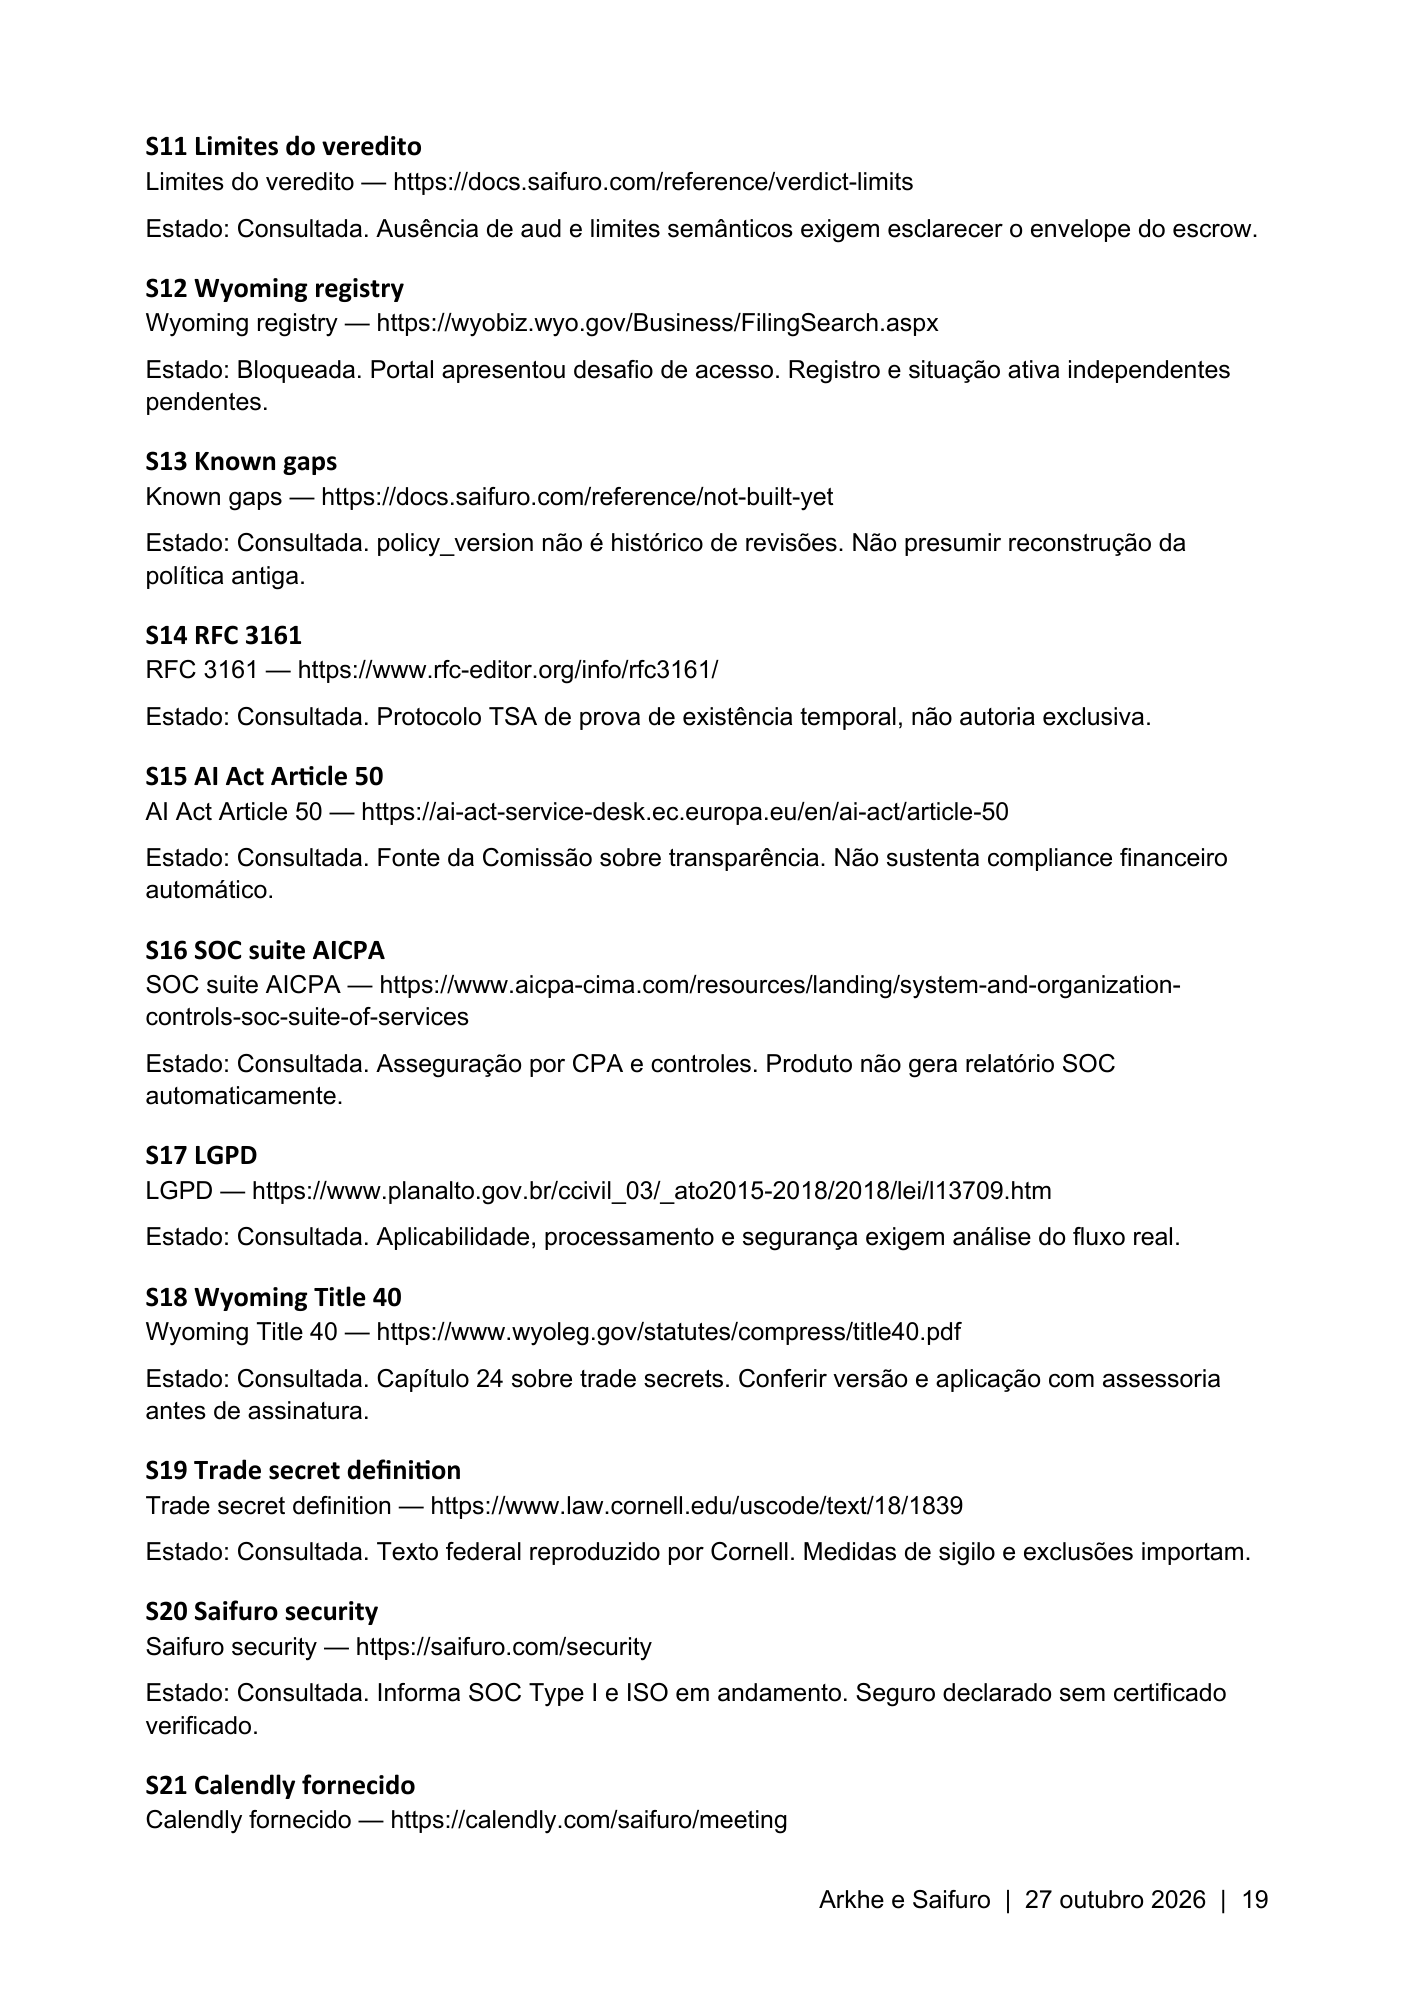 S11 Limites do veredito
Limites do veredito — https://docs.saifuro.com/reference/verdict-limits
Estado: Consultada. Ausência de aud e limites semânticos exigem esclarecer o envelope do escrow.
S12 Wyoming registry
Wyoming registry — https://wyobiz.wyo.gov/Business/FilingSearch.aspx
Estado: Bloqueada. Portal apresentou desafio de acesso. Registro e situação ativa independentes
pendentes.
S13 Known gaps
Known gaps — https://docs.saifuro.com/reference/not-built-yet
Estado: Consultada. policy_version não é histórico de revisões. Não presumir reconstrução da
política antiga.
S14 RFC 3161
RFC 3161 — https://www.rfc-editor.org/info/rfc3161/
Estado: Consultada. Protocolo TSA de prova de existência temporal, não autoria exclusiva.
S15 AI Act Article 50
AI Act Article 50 — https://ai-act-service-desk.ec.europa.eu/en/ai-act/article-50
Estado: Consultada. Fonte da Comissão sobre transparência. Não sustenta compliance financeiro
automático.
S16 SOC suite AICPA
SOC suite AICPA — https://www.aicpa-cima.com/resources/landing/system-and-organization-
controls-soc-suite-of-services
Estado: Consultada. Asseguração por CPA e controles. Produto não gera relatório SOC
automaticamente.
S17 LGPD
LGPD — https://www.planalto.gov.br/ccivil_03/_ato2015-2018/2018/lei/l13709.htm
Estado: Consultada. Aplicabilidade, processamento e segurança exigem análise do fluxo real.
S18 Wyoming Title 40
Wyoming Title 40 — https://www.wyoleg.gov/statutes/compress/title40.pdf
Estado: Consultada. Capítulo 24 sobre trade secrets. Conferir versão e aplicação com assessoria
antes de assinatura.
S19 Trade secret definition
Trade secret definition — https://www.law.cornell.edu/uscode/text/18/1839
Estado: Consultada. Texto federal reproduzido por Cornell. Medidas de sigilo e exclusões importam.
S20 Saifuro security
Saifuro security — https://saifuro.com/security
Estado: Consultada. Informa SOC Type I e ISO em andamento. Seguro declarado sem certificado
verificado.
S21 Calendly fornecido
Calendly fornecido — https://calendly.com/saifuro/meeting
Arkhe e Saifuro | 27 outubro 2026 | 19